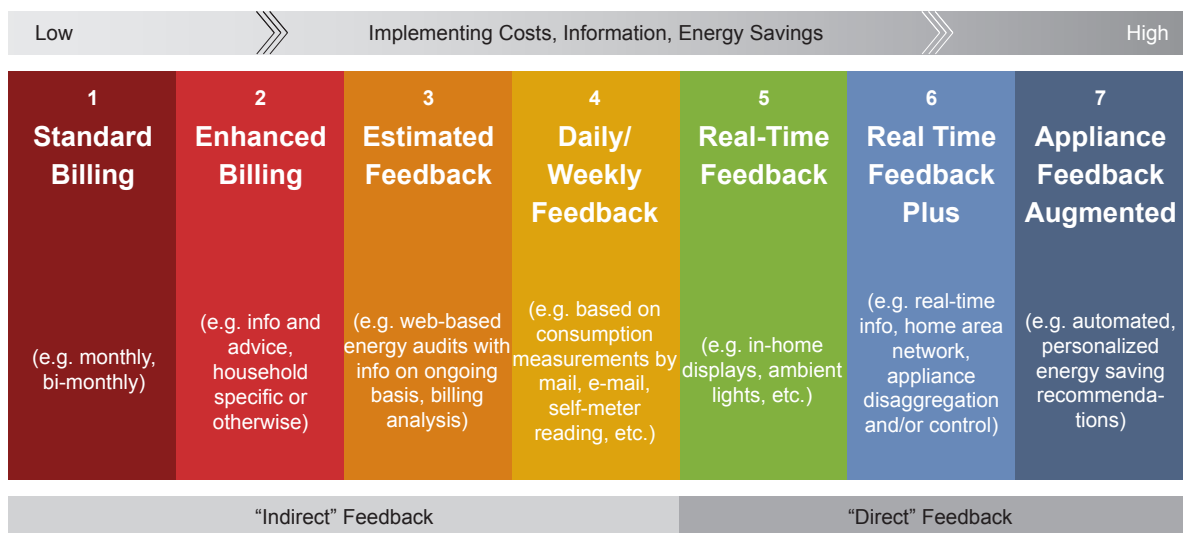 Low
Implementing Costs, Information, Energy Savings
High
1
Standard
Billing
(e.g. monthly,
bi-monthly)
2
Enhanced
Billing
(e.g. info and
advice,
household
specific or
otherwise)
3
Estimated
Feedback
(e.g. web-based
energy audits with
info on ongoing
basis, billing
analysis)
4
Daily/
Weekly
Feedback
(e.g. based on
consumption
measurements by
mail, e-mail,
self-meter
reading, etc.)
5
Real-Time
Feedback
(e.g. in-home
displays, ambient
lights, etc.)
6
Real Time
Feedback
Plus
(e.g. real-time
info, home area
network,
appliance
disaggregation
and/or control)
7
Appliance
Feedback
Augmented
(e.g. automated,
personalized
energy saving
recommenda-
tions)
“Indirect” Feedback
“Direct” Feedback